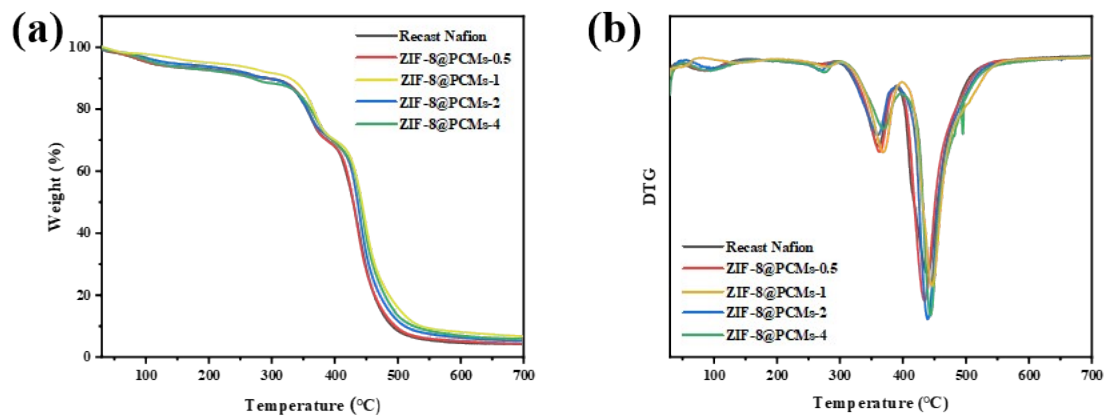 (a)
100
80
60
40
20
0
Weight (%)
Recast Nafion
ZIF-8@PCMs-0.5
ZIF-8@PCMs-1
ZIF-8@PCMs-2
ZIF-8@PCMs-4
100 200 300 400 500 600 700
Temperature (℃)
(b)
DTG
Recast Nafion
ZIF-8@PCMs-0.5
ZIF-8@PCMs-1
ZIF-8@PCMs-2
ZIF-8@PCMs-4
100 200 300 400 500 600 700
Temperature (℃)